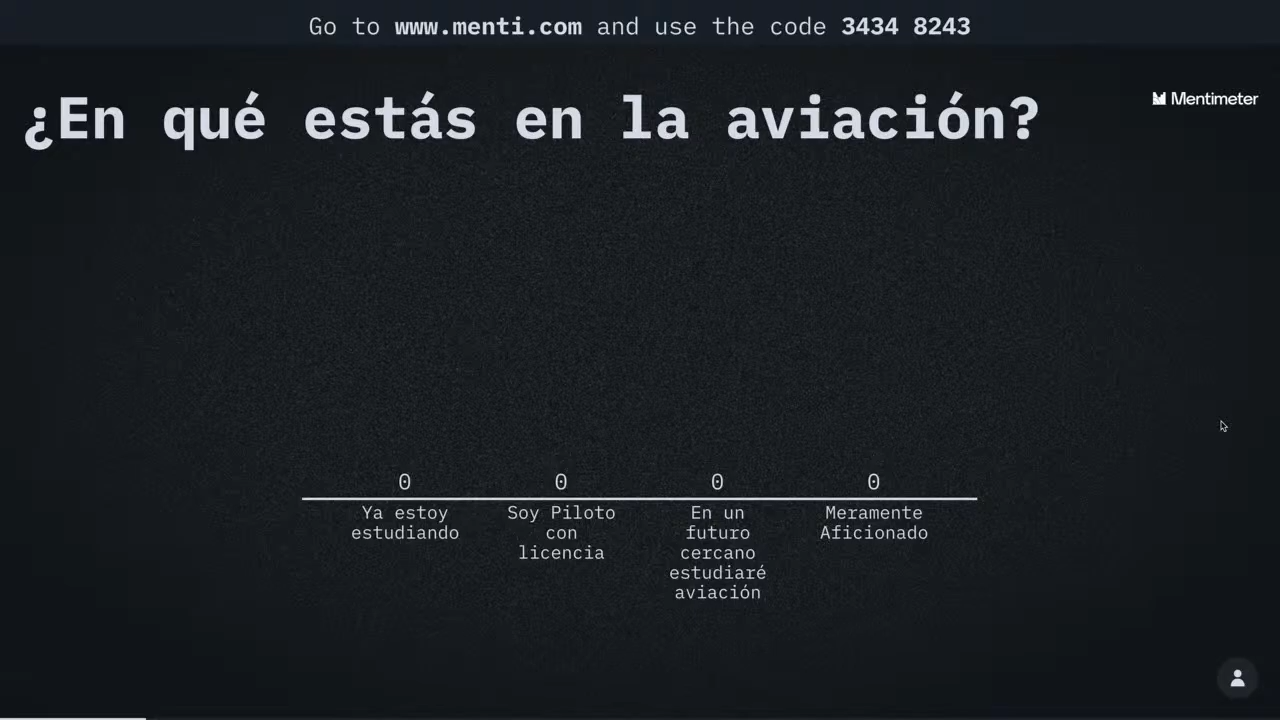 Go to www.menti.com and use the code 3434 8243
¿En qué estás en la aviación?
Mentimeter
0
0
0
0
Ya estoy
estudiando
Soy Piloto
con
licencia
En un
futuro
cercano
estudiaré
aviación
Meramente
Aficionado